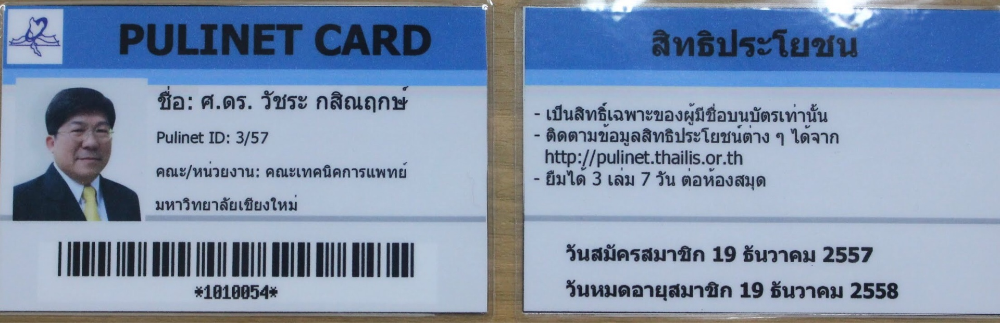 PULINET CARD
ชื่อ: ศ.ดร. วัชระ กสิณฤกษ์
Pulinet ID: 3/57
คณะ/หน่วยงาน: คณะเทคนิคการแพทย์
มหาวิทยาลัยเชียงใหม่
*1010054*
สิทธิประโยชน
- เป็นสิทธิ์เฉพาะของผู้มีชื่อบนบัตรเท่านั้น
- ติดตามข้อมูลสิทธิประโยชน์ต่าง ๆ ได้จาก
http://pulinet.thailis.or.th
- ยืมได้ 3 เล่ม 7 วัน ต่อห้องสมุด
วันสมัครสมาชิก 19 ธันวาคม 2557
วันหมดอายุสมาชิก 19 ธันวาคม 2558